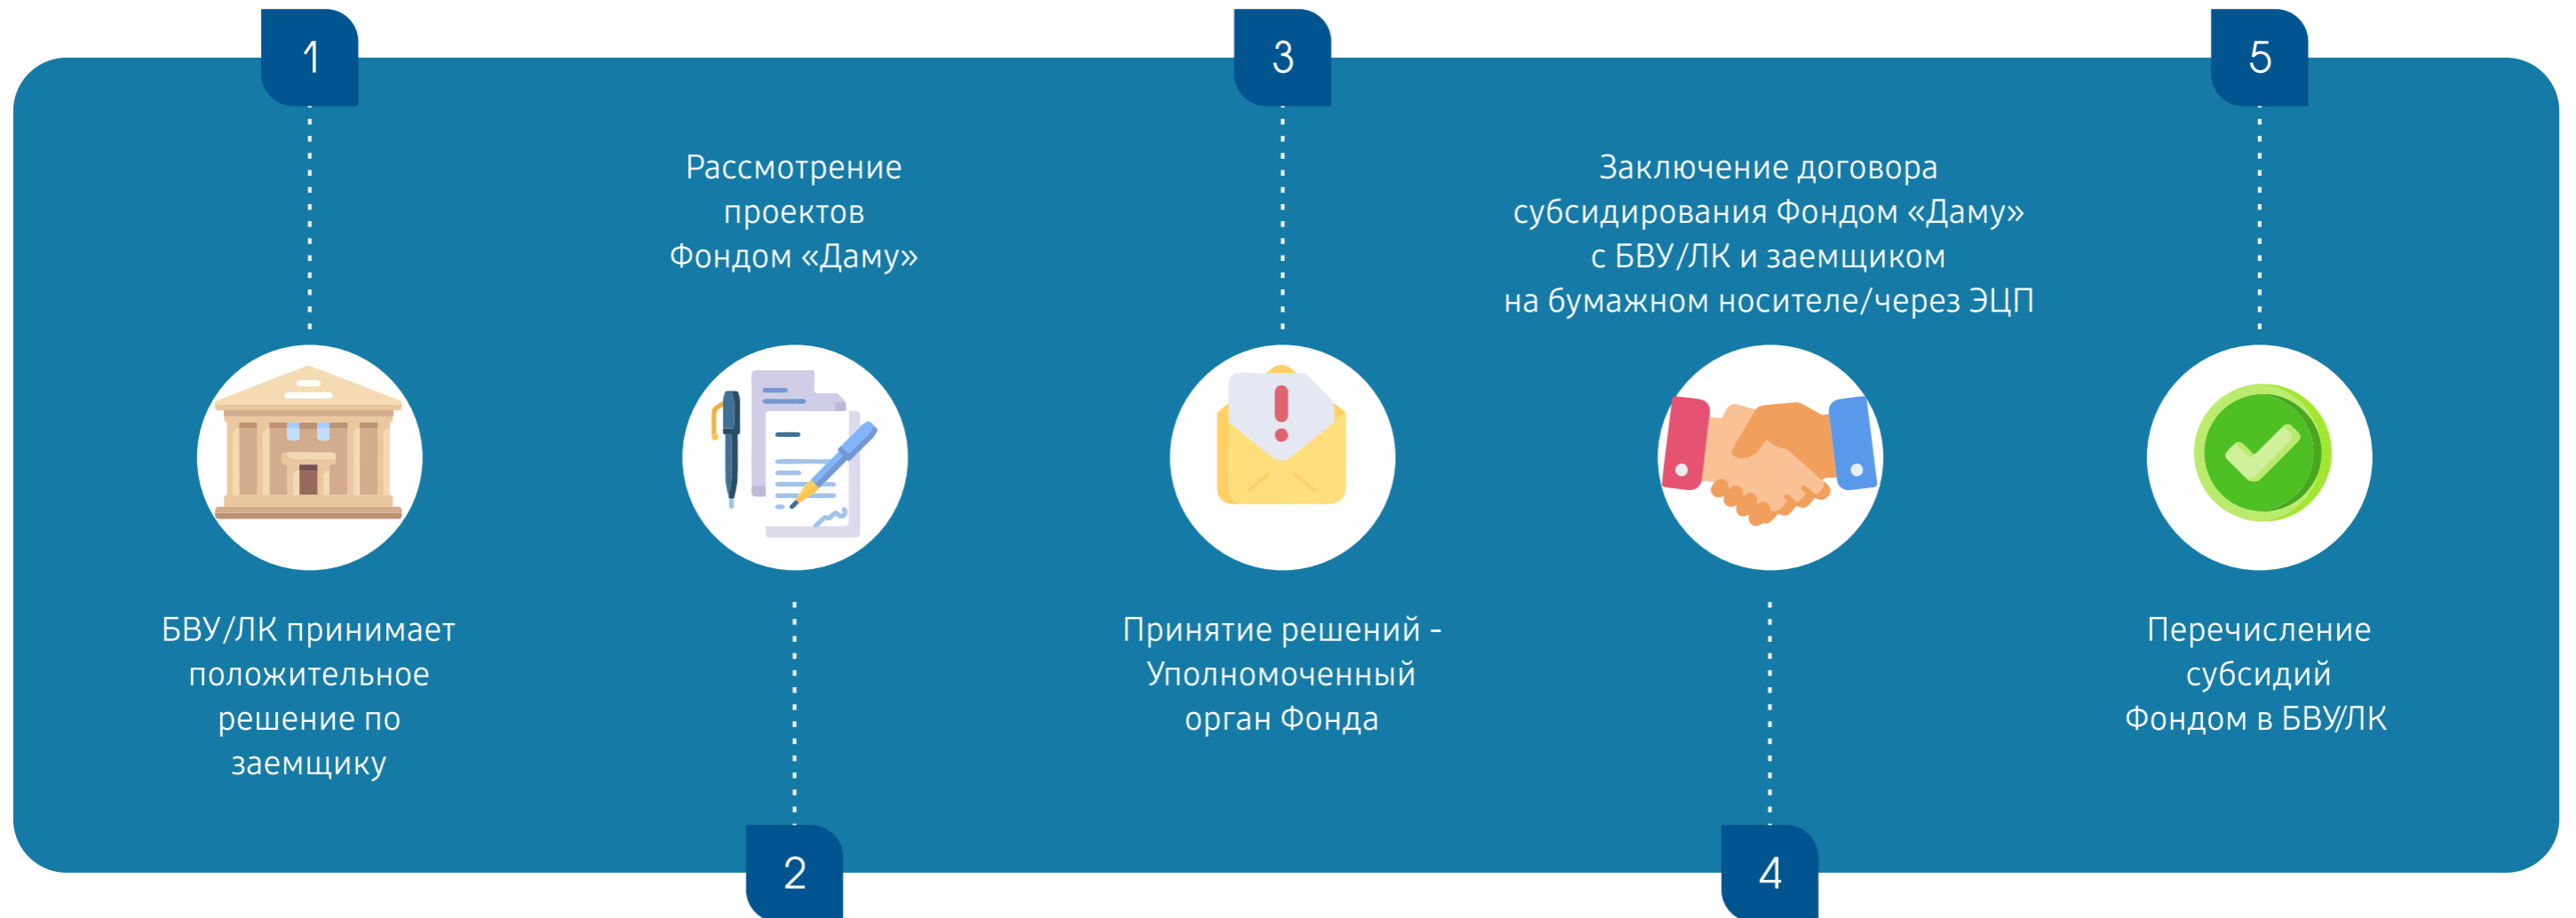 1
БВУ/ЛК принимает
положительное
решение по
заемщику
Рассмотрение
проектов
Фондом «Даму»
2
3
Принятие решений -
Уполномоченный
орган Фонда
Заключение договора
субсидирования Фондом «Даму»
с БВУ/ЛК и заемщиком
на бумажном носителе/через ЭЦП
4
5
Перечисление
субсидий
Фондом в БВУ/ЛК